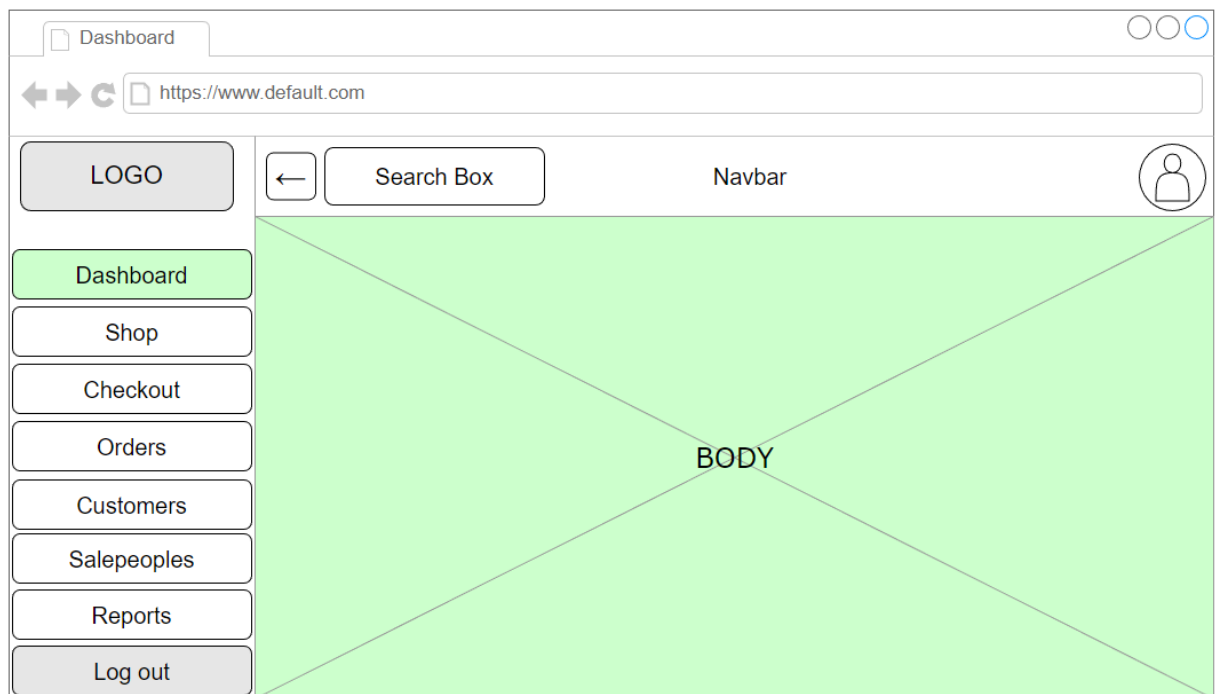 Dashboard
https://www.default.com
LOGO
←
Search Box
Navbar
Dashboard
Shop
Checkout
Orders
Customers
Salepeoples
Reports
Log out
BODY